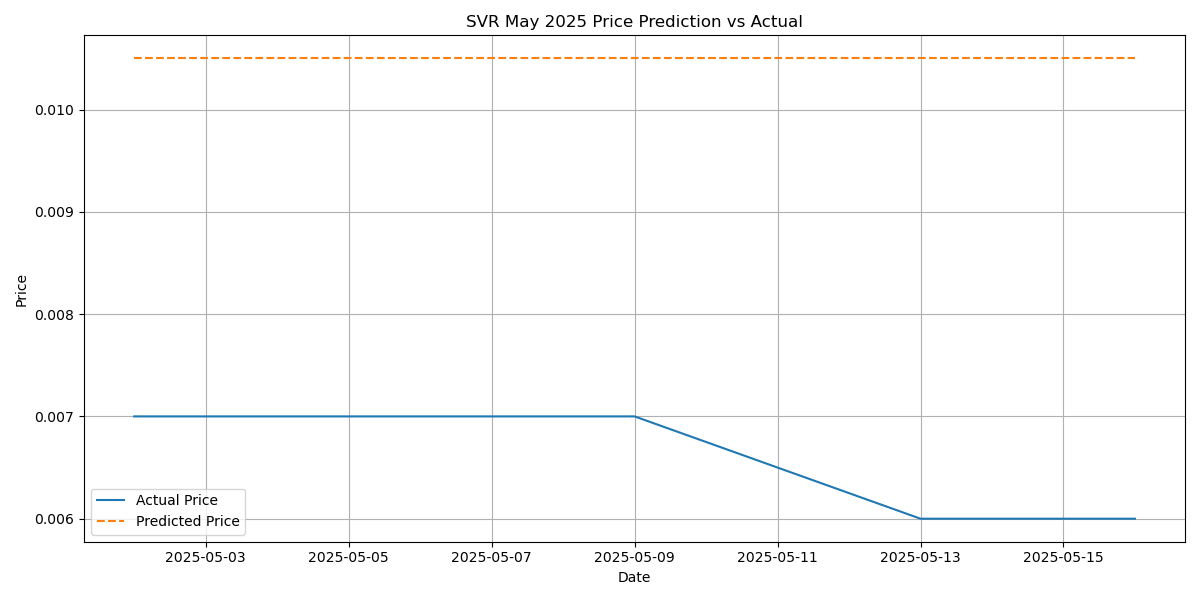 SVR May 2025 Price Prediction vs Actual
Price
0.010
0.009
0.008
0.007
0.006
Actual Price
Predicted Price
2025-05-03 2025-05-05 2025-05-07 2025-05-09 2025-05-11 2025-05-13 2025-05-15
Date